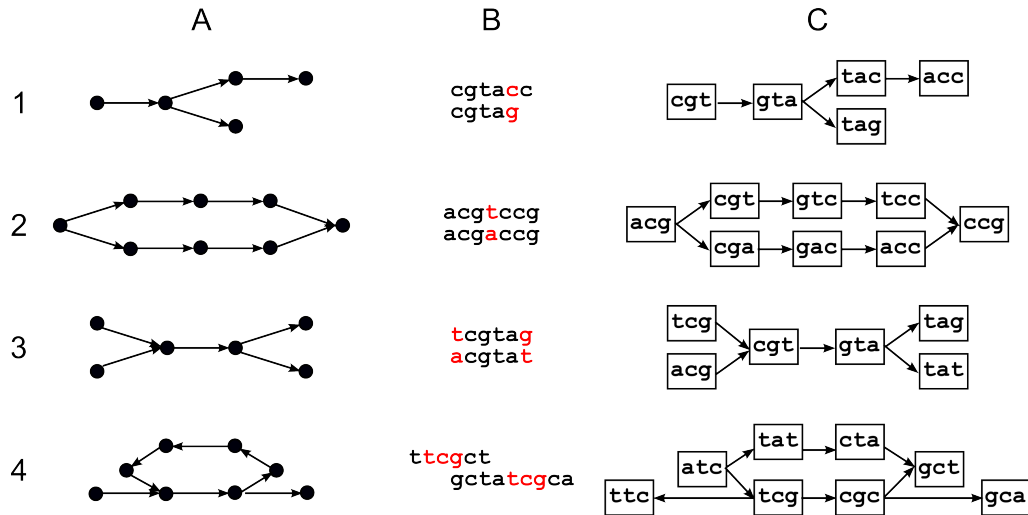 A B C
1
cgtacc
cgtag
cgt gta tac acc
tag
2
acgtccg
acgaccg
acg cgt gtc tcc ccg
cga gac acc
3
tcgtag
acgtat
tcg cgt gta tag
acg tat
4
ttcgct
gctatcgca
tat cta
atc gct
ttc tcg cgc gca